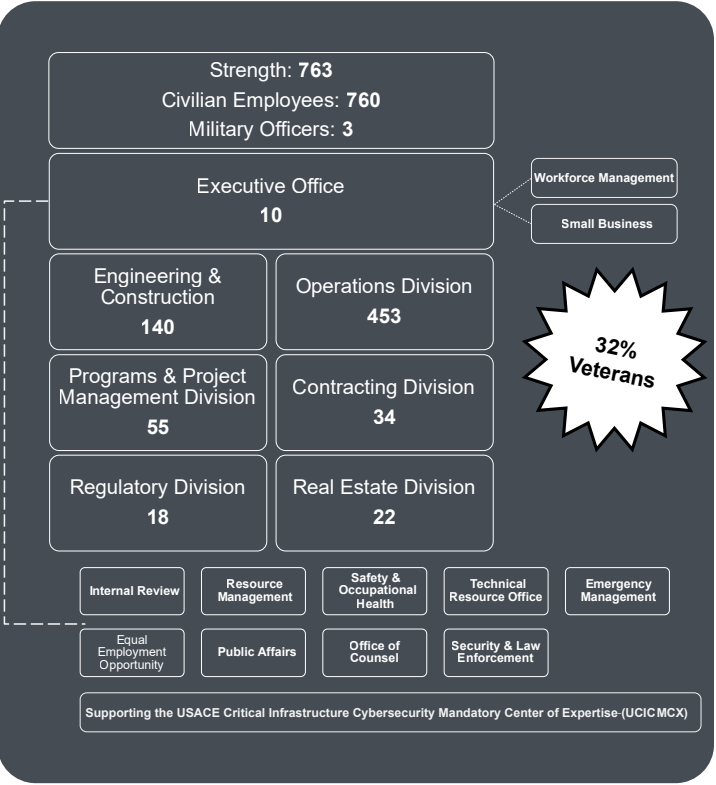 Strength: 763
Civilian Employees: 760
Military Officers: 3
Executive Office
10
Workforce Management
Small Business
Engineering &
Construction
140
Operations Division
453
32%
Veterans
Programs & Project
Management Division
55
Contracting Division
34
Regulatory Division
18
Real Estate Division
22
Internal Review
Resource
Management
Safety &
Occupational
Health
Technical
Resource Office
Emergency
Management
Equal
Employment
Opportunity
Public Affairs
Office of
Counsel
Security & Law
Enforcement
Supporting the USACE Critical Infrastructure Cybersecurity Mandatory Center of Expertise-(UCICMCX)